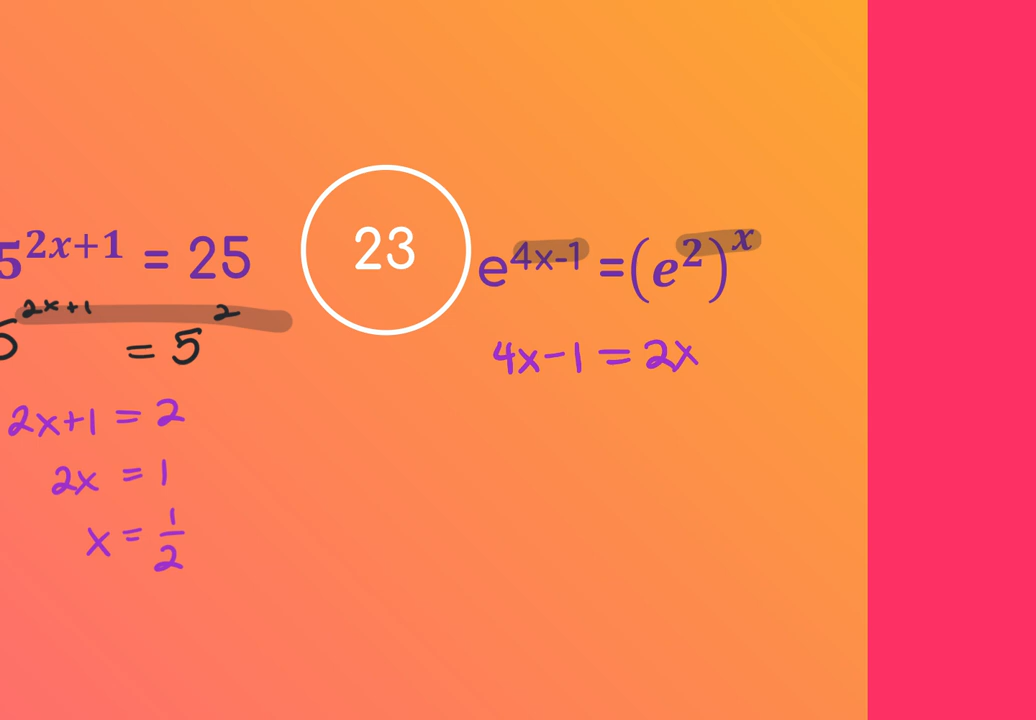 5^{2x+1} = 25
5^{2x+1} = 5^2
2x+1 = 2
2x = 1
x = \frac{1}{2}
23
e^{4x-1} = (e^2)^x
4x-1 = 2x